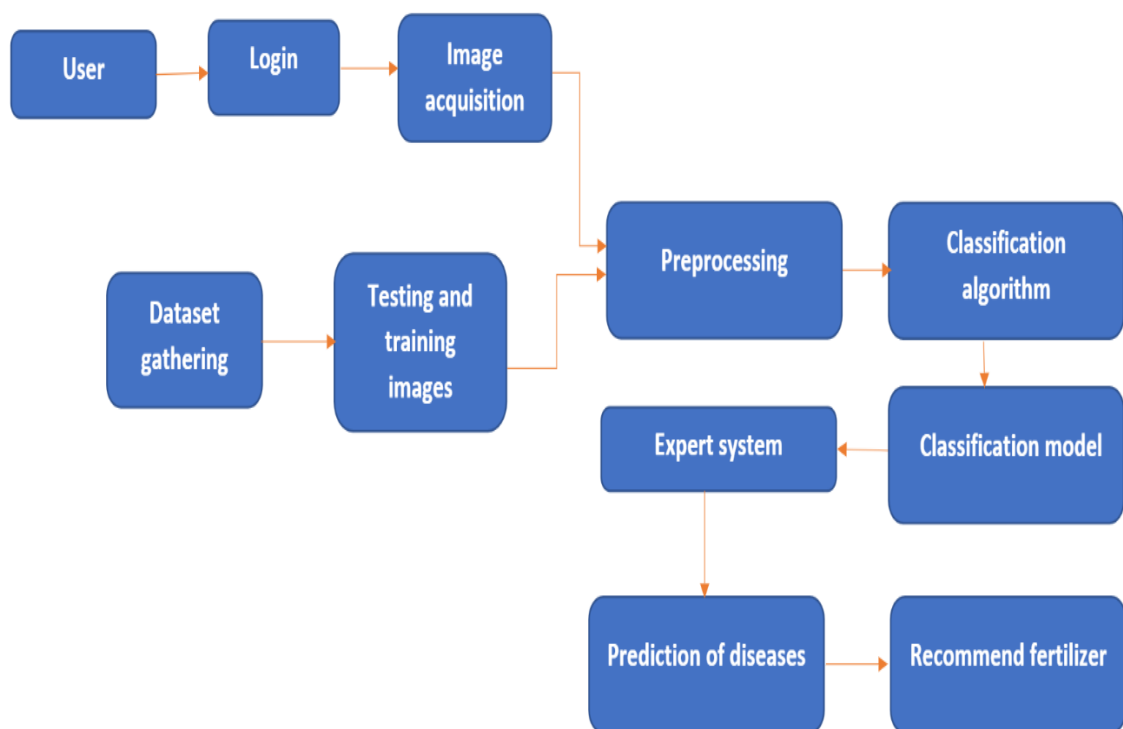 User
Login
Image
acquisition
Preprocessing
Classification
algorithm
Dataset
gathering
Testing and
training
images
Expert system
Classification model
Prediction of diseases
Recommend fertilizer